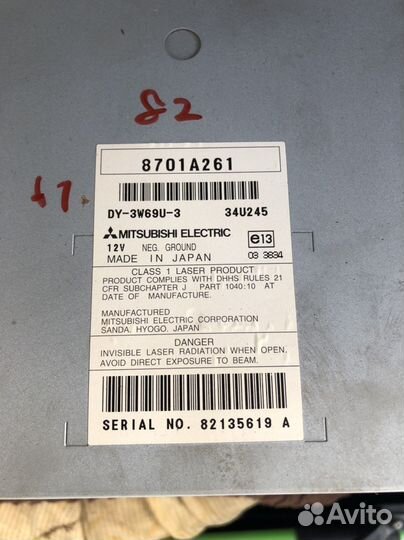 82
8701A261
DY-3W69U-3 34U245
MITSUBISHI ELECTRIC
12V NEG. GROUND
MADE IN JAPAN
e13
03 3834
CLASS 1 LASER PRODUCT
PRODUCT COMPLIES WITH DHHS RULES 21
CFR SUBCHAPTER J PART 1040:10 AT
DATE OF MANUFACTURE.
MANUFACTURED
MITSUBISHI ELECTRIC CORPORATION
SANDA, HYOGO, JAPAN
DANGER
INVISIBLE LASER RADIATION WHEN OPEN.
AVOID DIRECT EXPOSURE TO BEAM.
SERIAL NO. 82135619 A
Avito